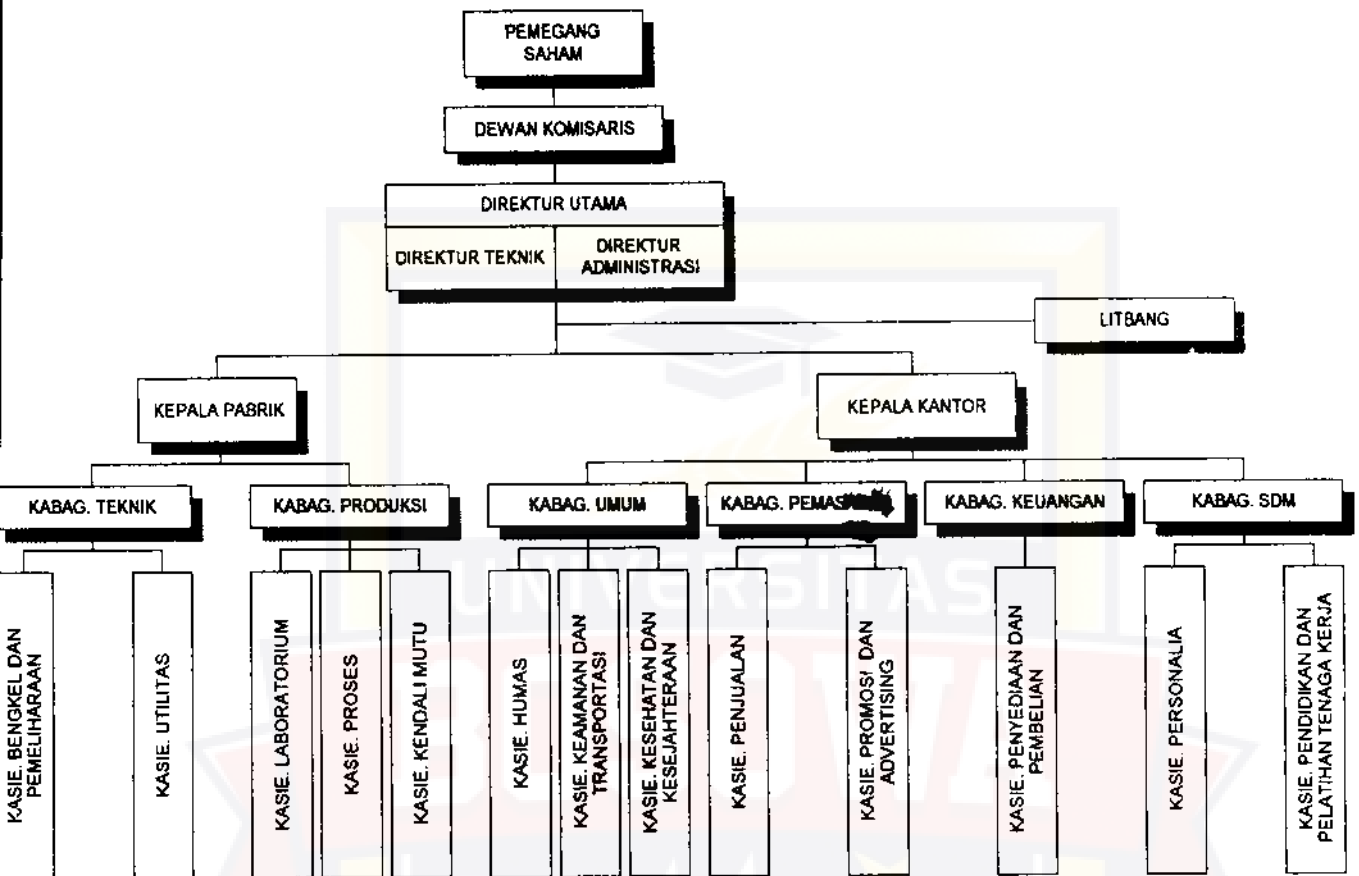 PEMEGANG
SAHAM
DEWAN KOMISARIS
DIREKTUR UTAMA
DIREKTUR TEKNIK
DIREKTUR
ADMINISTRASI
LITBANG
KEPALA PABRIK
KEPALA KANTOR
KABAG. TEKNIK
KABAG. PRODUKSI
KABAG. UMUM
KABAG.
KABAG. KEUANGAN
KABAG. SDM
KASIE. BENGKEL DAN
PEMELIHARAAN
KASIE. UTILITAS
KASIE. LABORATORIUM
KASIE. PROSES
KASIE. KENDALI MUTU
KASIE. HUMAS
KASIE. KEAMANAN DAN
TRANSPORTASI
KASIE. KESEHATAN DAN
KESEJAHTERAAN
KASIE. PENJUALAN
KASIE. PROMOSI DAN
ADVERTISING
KASIE. PENYEDIAAN DAN
PEMBELIAN
KASIE. PERSONALIA
KASIE. PENDIDIKAN DAN
PELATIHAN TENAGA KERJA
UNIVERSITAS
BOSOWA